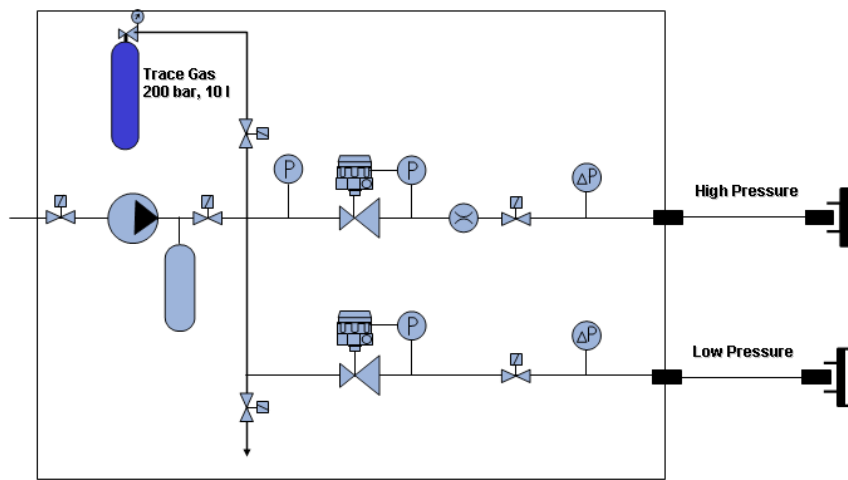 Trace Gas
200 bar, 10 l
P
P
ΔP
High Pressure
P
ΔP
Low Pressure